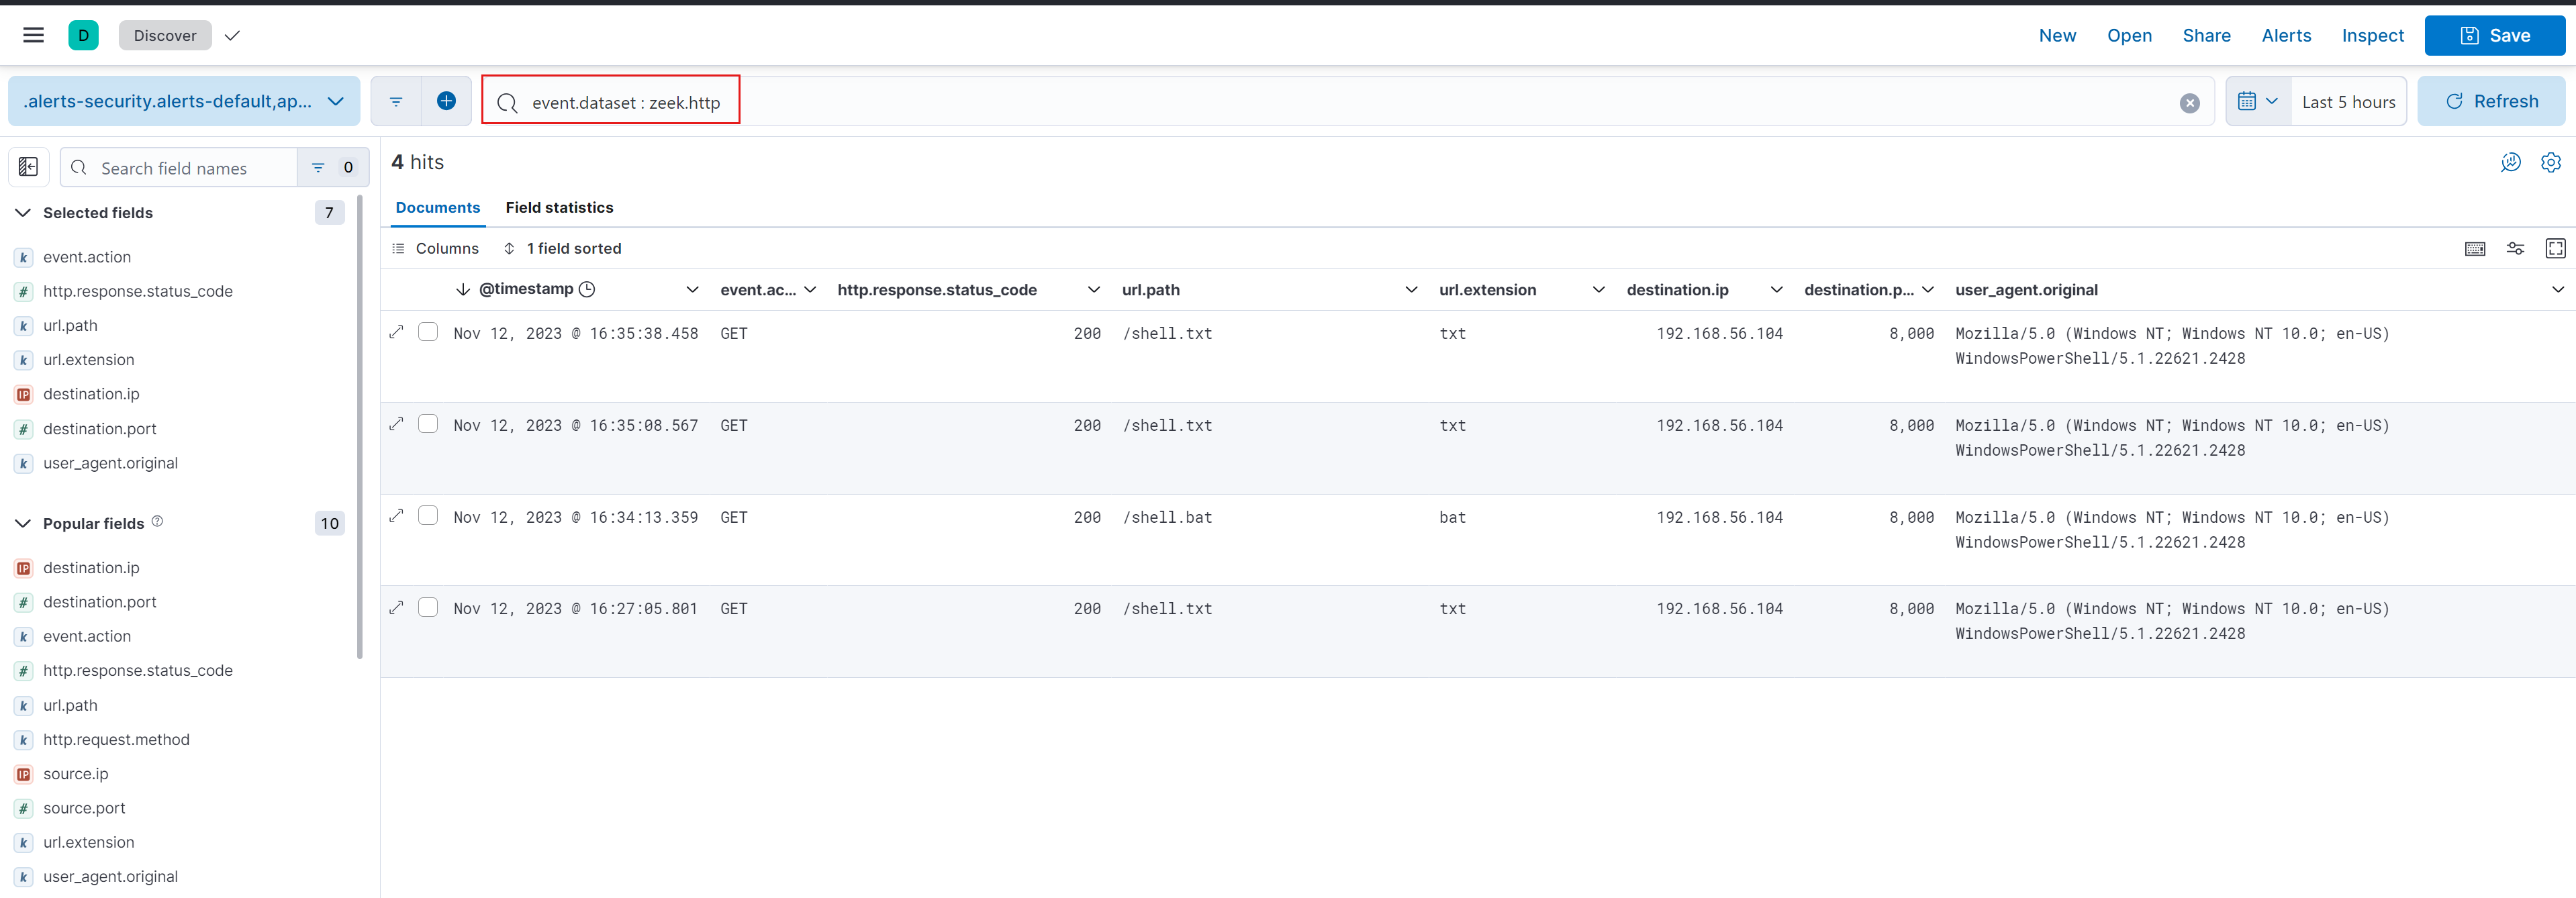 D Discover New Open Share Alerts Inspect Save
.alerts-security.alerts-default,ap... event.dataset : zeek.http Last 5 hours Refresh
Search field names 0
4 hits
Selected fields 7
event.action
http.response.status_code
url.path
url.extension
destination.ip
destination.port
user_agent.original
Popular fields 10
destination.ip
destination.port
event.action
http.response.status_code
url.path
http.request.method
source.ip
source.port
url.extension
user_agent.original
Documents Field statistics
Columns 1 field sorted
@timestamp event.ac... http.response.status_code url.path url.extension destination.ip destination.p... user_agent.original
Nov 12, 2023 @ 16:35:38.458 GET 200 /shell.txt txt 192.168.56.104 8,000 Mozilla/5.0 (Windows NT; Windows NT 10.0; en-US)
WindowsPowerShell/5.1.22621.2428
Nov 12, 2023 @ 16:35:08.567 GET 200 /shell.txt txt 192.168.56.104 8,000 Mozilla/5.0 (Windows NT; Windows NT 10.0; en-US)
WindowsPowerShell/5.1.22621.2428
Nov 12, 2023 @ 16:34:13.359 GET 200 /shell.bat bat 192.168.56.104 8,000 Mozilla/5.0 (Windows NT; Windows NT 10.0; en-US)
WindowsPowerShell/5.1.22621.2428
Nov 12, 2023 @ 16:27:05.801 GET 200 /shell.txt txt 192.168.56.104 8,000 Mozilla/5.0 (Windows NT; Windows NT 10.0; en-US)
WindowsPowerShell/5.1.22621.2428